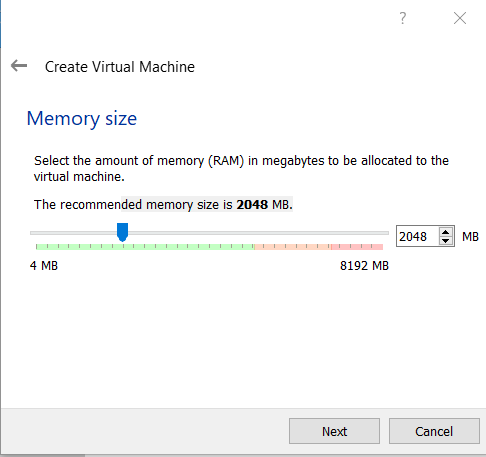 ?
Create Virtual Machine
Memory size
Select the amount of memory (RAM) in megabytes to be allocated to the
virtual machine.
The recommended memory size is 2048 MB.
2048 MB
4 MB 8192 MB
Next Cancel